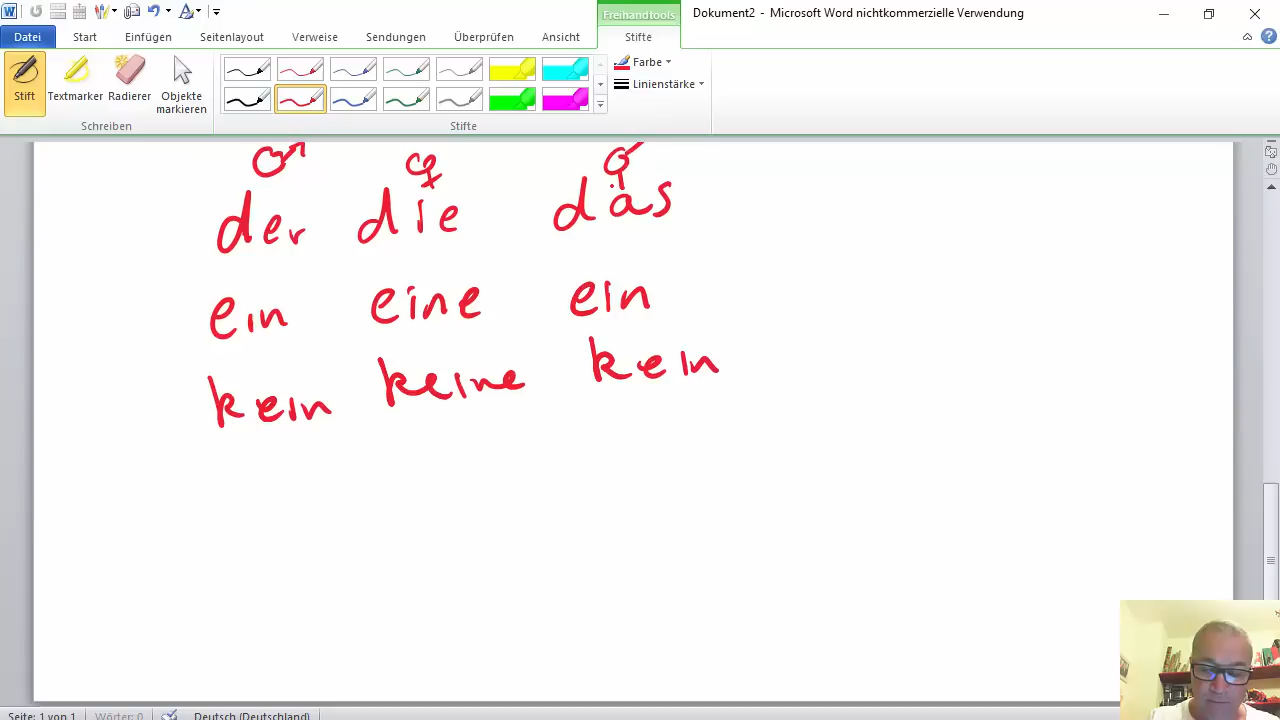 Freihandtools
Dokument2 - Microsoft Word nichtkommerzielle Verwendung
Datei Start Einfügen Seitenlayout Verweise Sendungen Überprüfen Ansicht Stifte
Stift Textmarker Radierer Objekte markieren
Farbe
Linienstärke
Schreiben Stifte
der die das
ein eine ein
kein keine kein
Seite: 1 von 1 Wörter: 0 Deutsch (Deutschland)